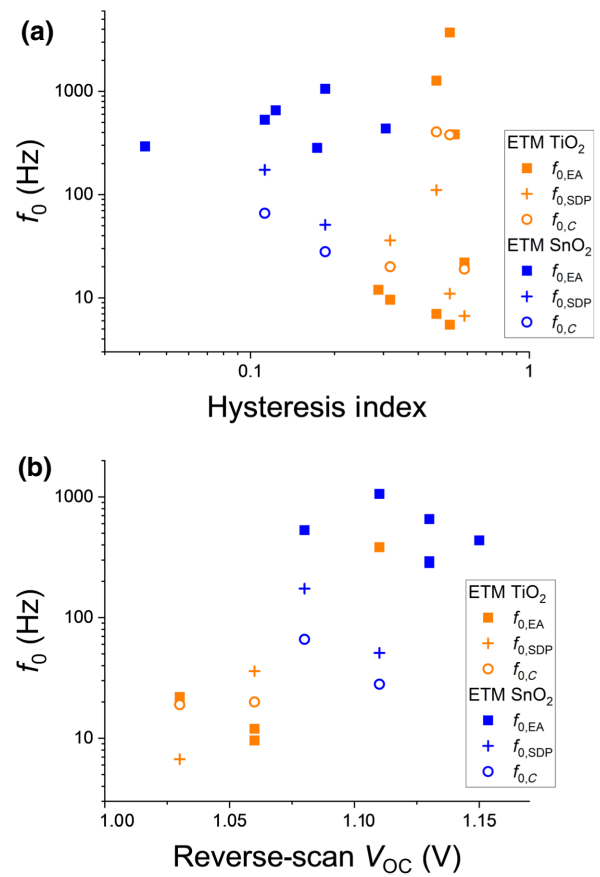 (a)
1000
100
10
f₀ (Hz)
ETM TiO₂
f₀,EA
f₀,SDP
f₀,C
ETM SnO₂
f₀,EA
f₀,SDP
f₀,C
0.1
1
Hysteresis index
(b)
1000
100
10
f₀ (Hz)
ETM TiO₂
f₀,EA
f₀,SDP
f₀,C
ETM SnO₂
f₀,EA
f₀,SDP
f₀,C
1.00
1.05
1.10
1.15
Reverse-scan V_OC (V)